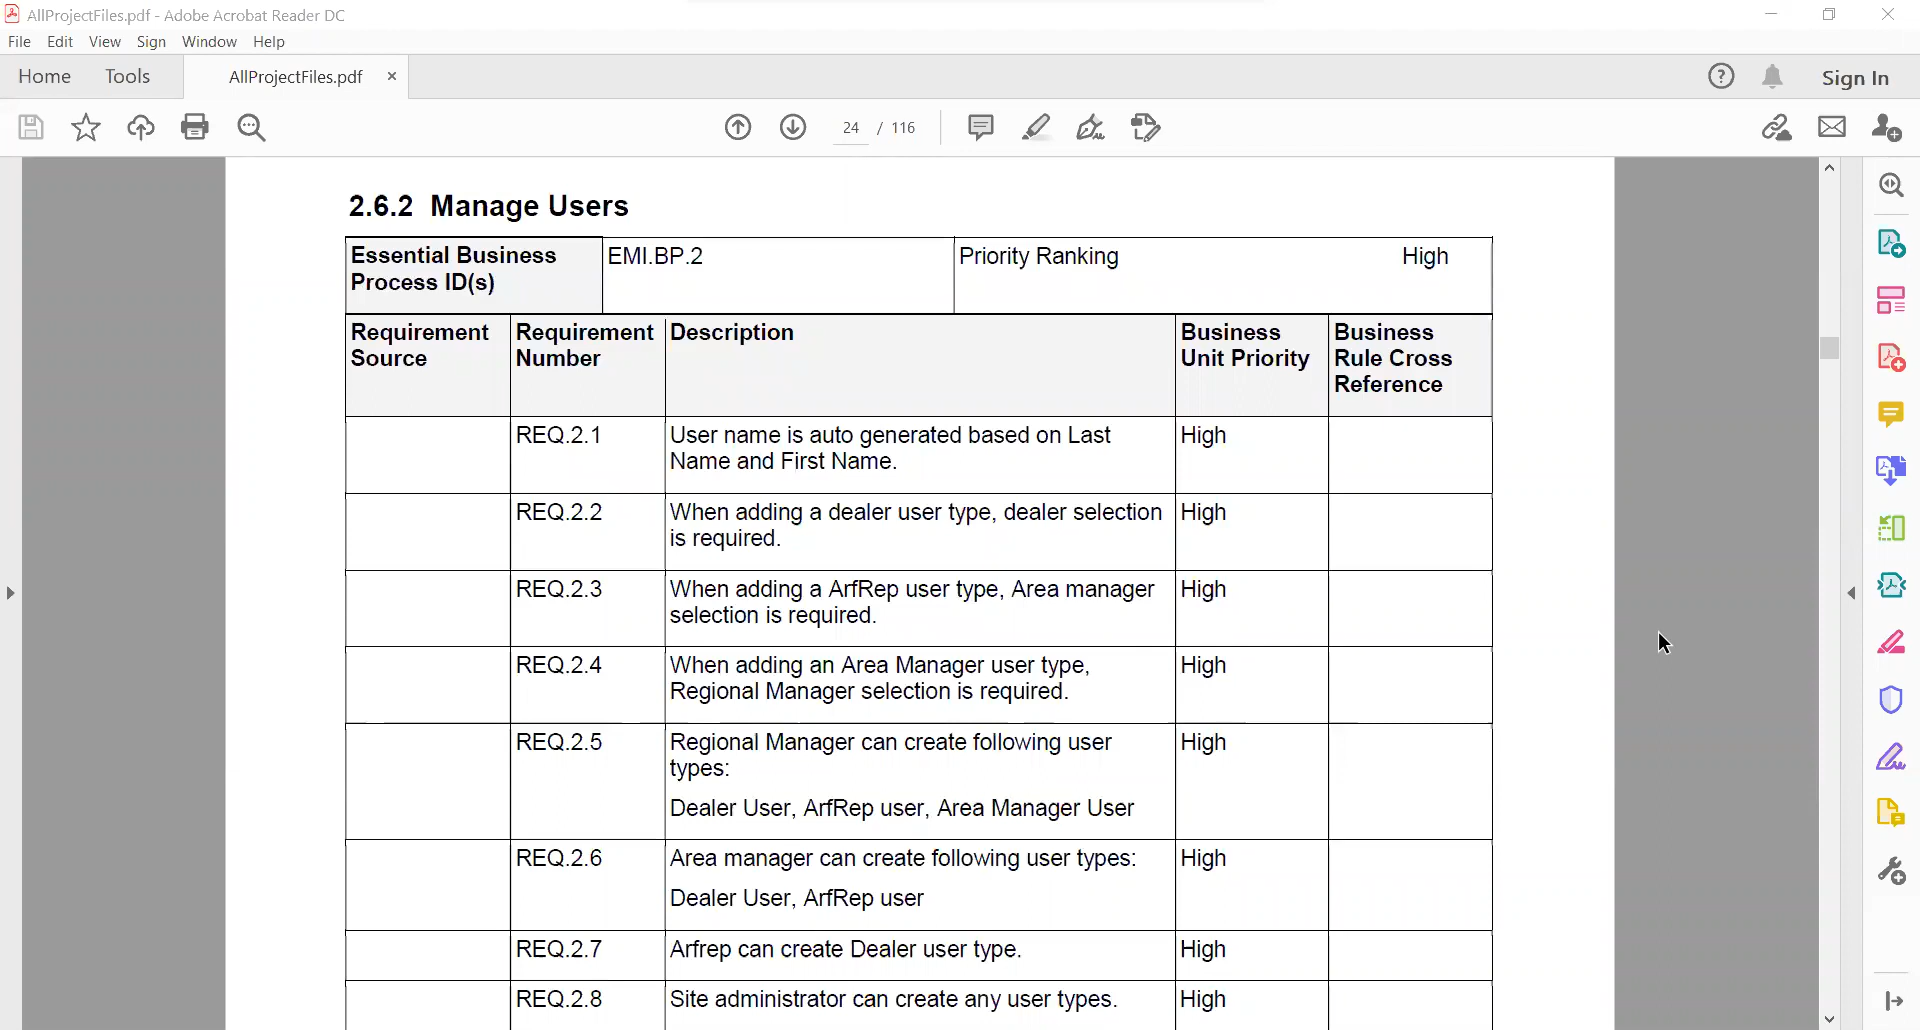 AllProjectFiles.pdf - Adobe Acrobat Reader DC
File Edit View Sign Window Help
Home Tools AllProjectFiles.pdf × Sign In
24 / 116
2.6.2 Manage Users
Essential Business
Process ID(s)
EMI.BP.2
Priority Ranking High
Requirement
Source
Requirement
Number
Description
Business
Unit Priority
Business
Rule Cross
Reference
REQ.2.1
User name is auto generated based on Last
Name and First Name.
High
REQ.2.2
When adding a dealer user type, dealer selection
is required.
High
REQ.2.3
When adding a ArfRep user type, Area manager
selection is required.
High
REQ.2.4
When adding an Area Manager user type,
Regional Manager selection is required.
High
REQ.2.5
Regional Manager can create following user
types:
Dealer User, ArfRep user, Area Manager User
High
REQ.2.6
Area manager can create following user types:
Dealer User, ArfRep user
High
REQ.2.7
Arfrep can create Dealer user type.
High
REQ.2.8
Site administrator can create any user types.
High